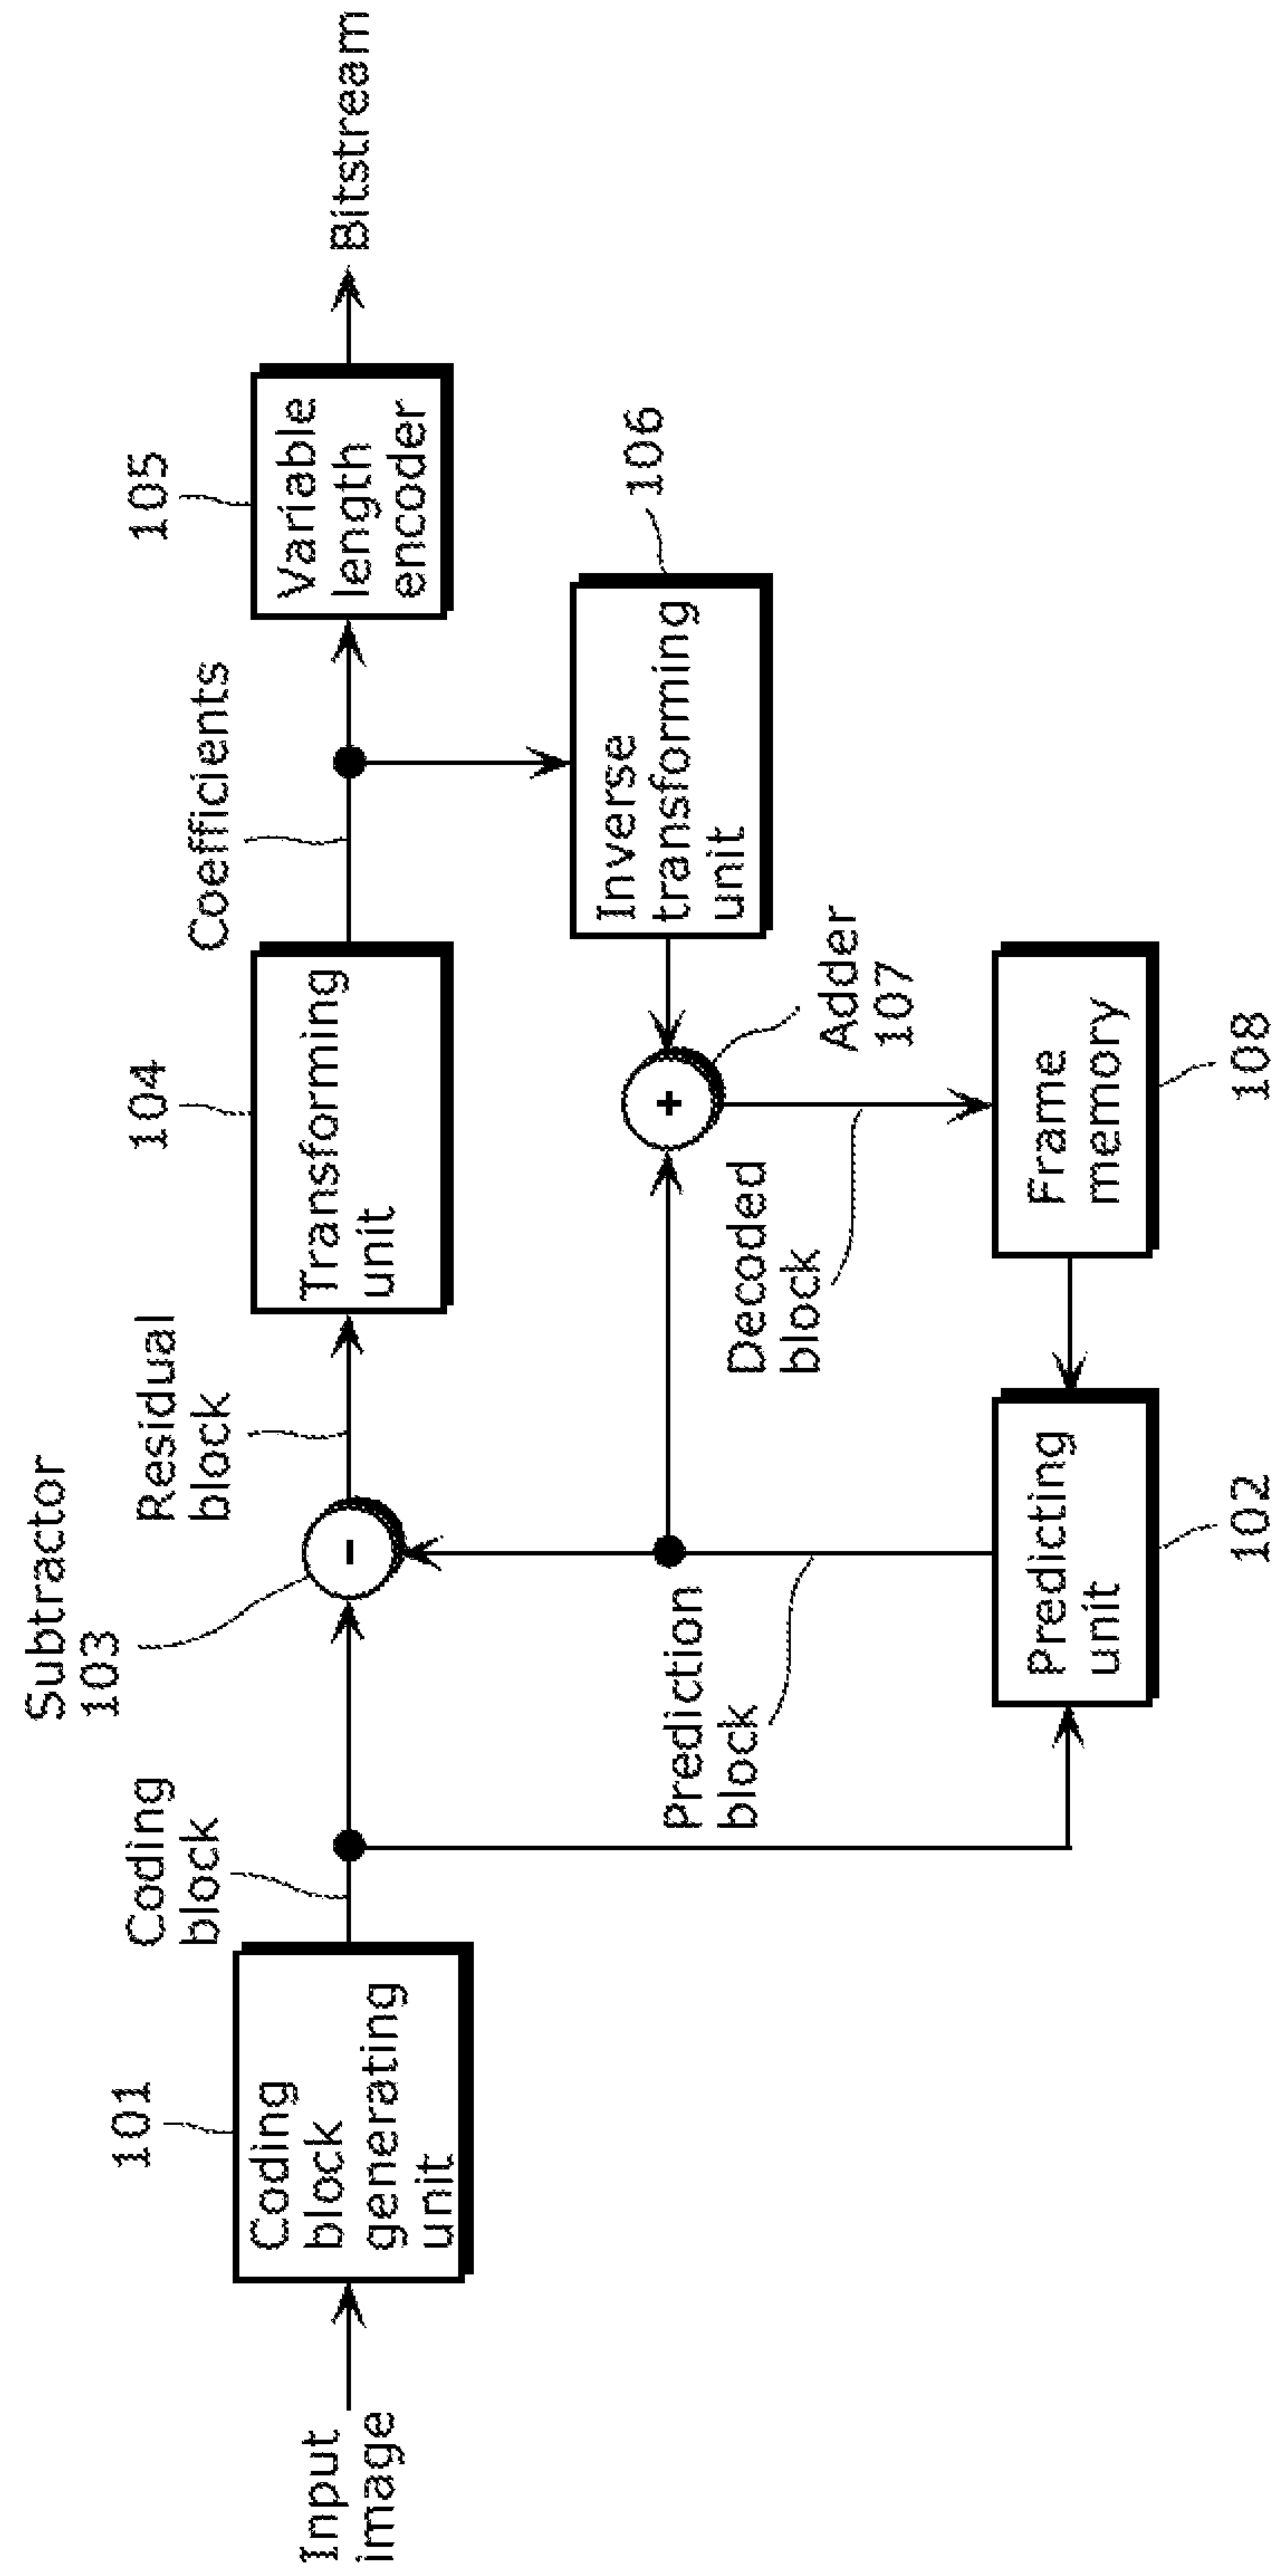 Subtractor
103
Coding
block
Residual
block
Coefficients
101
104
105
Input
image
Coding
block
generating
unit
Transforming
unit
Variable
length
encoder
Bitstream
-
Prediction
block
Decoded
block
+
Adder
107
Inverse
transforming
unit
106
Predicting
unit
102
Frame
memory
108